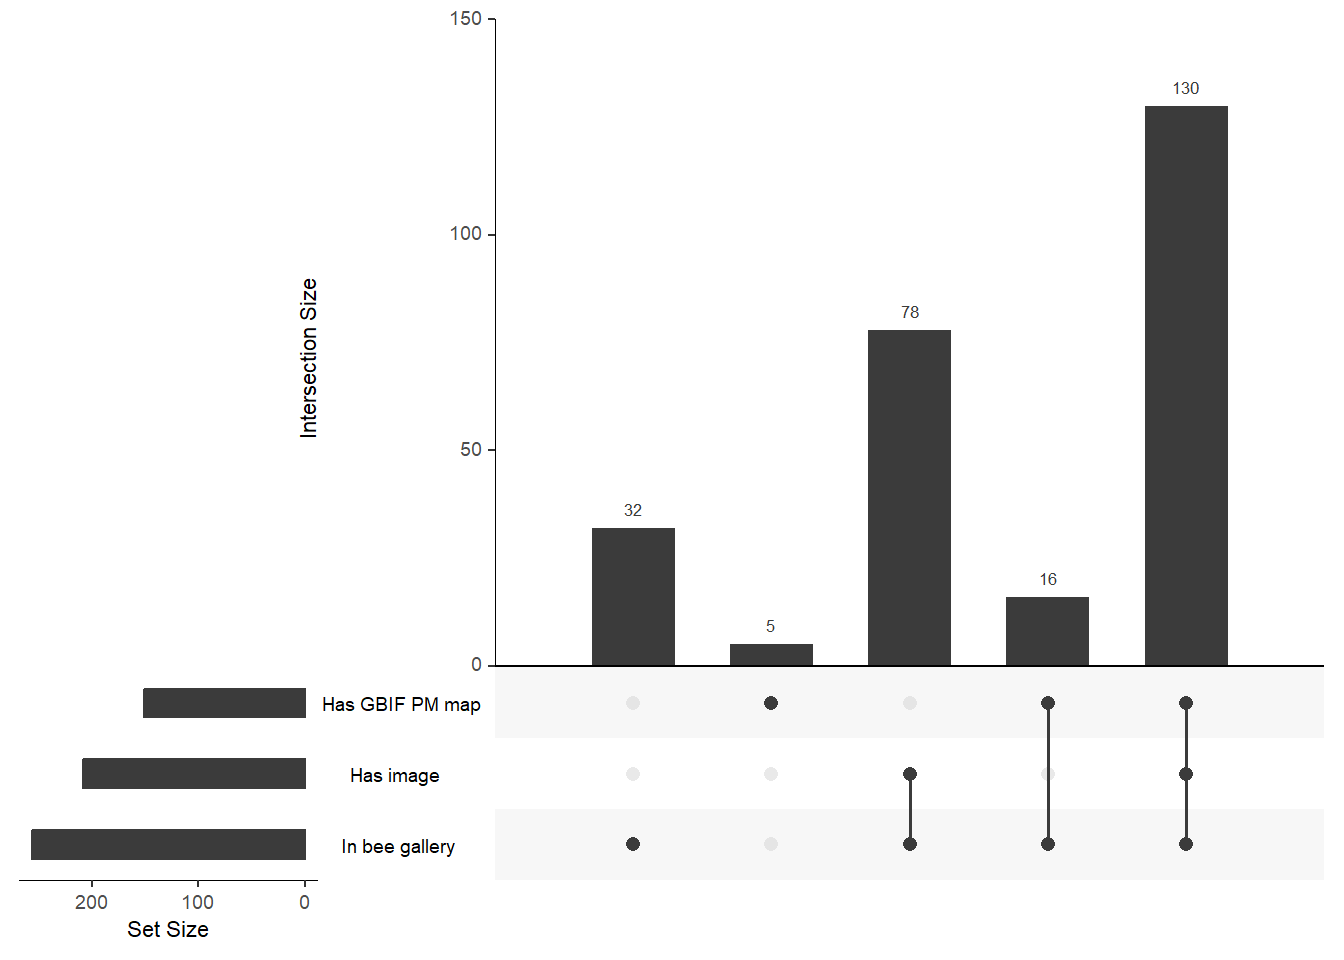 150
130
100
Intersection Size
78
50
32
16
5
0
Has GBIF PM map
Has image
In bee gallery
200 100 0
Set Size